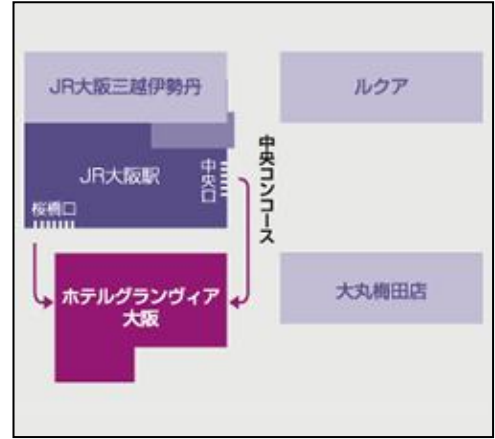 JR大阪三越伊勢丹
ルクア
JR大阪駅
中央口
中央コンコース
桜橋口
ホテルグランヴィア
大阪
大丸梅田店